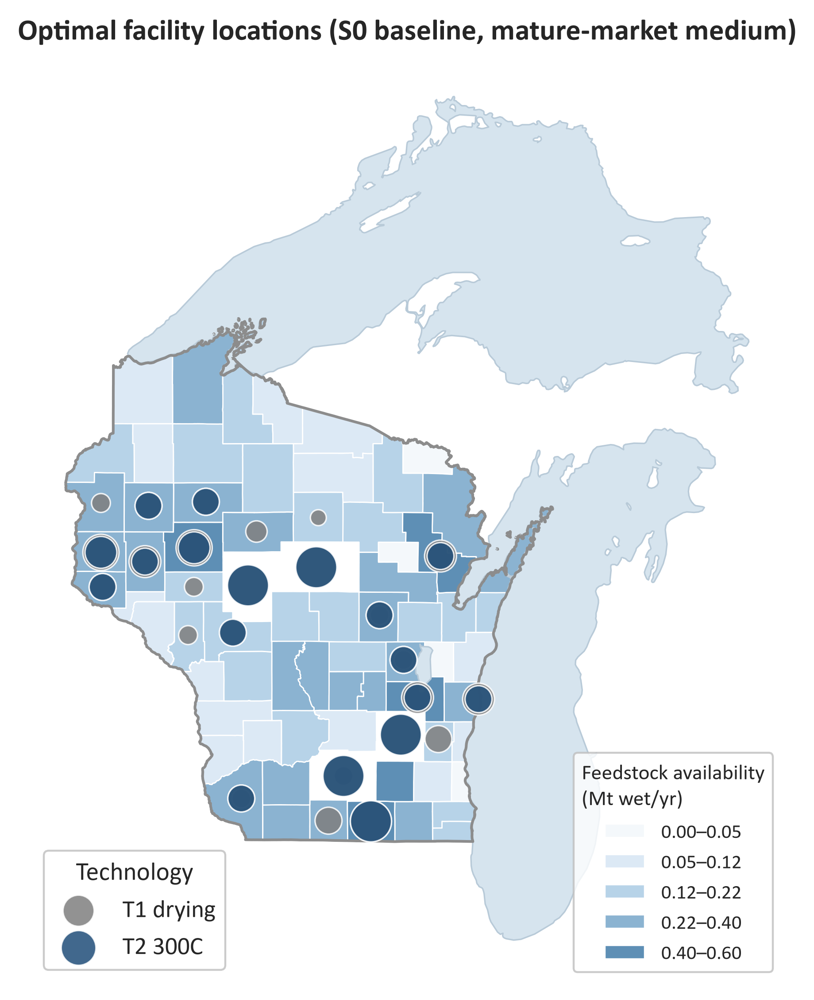 Optimal facility locations (S0 baseline, mature-market medium)
Feedstock availability
(Mt wet/yr)
0.00–0.05
0.05–0.12
0.12–0.22
0.22–0.40
0.40–0.60
Technology
T1 drying
T2 300C